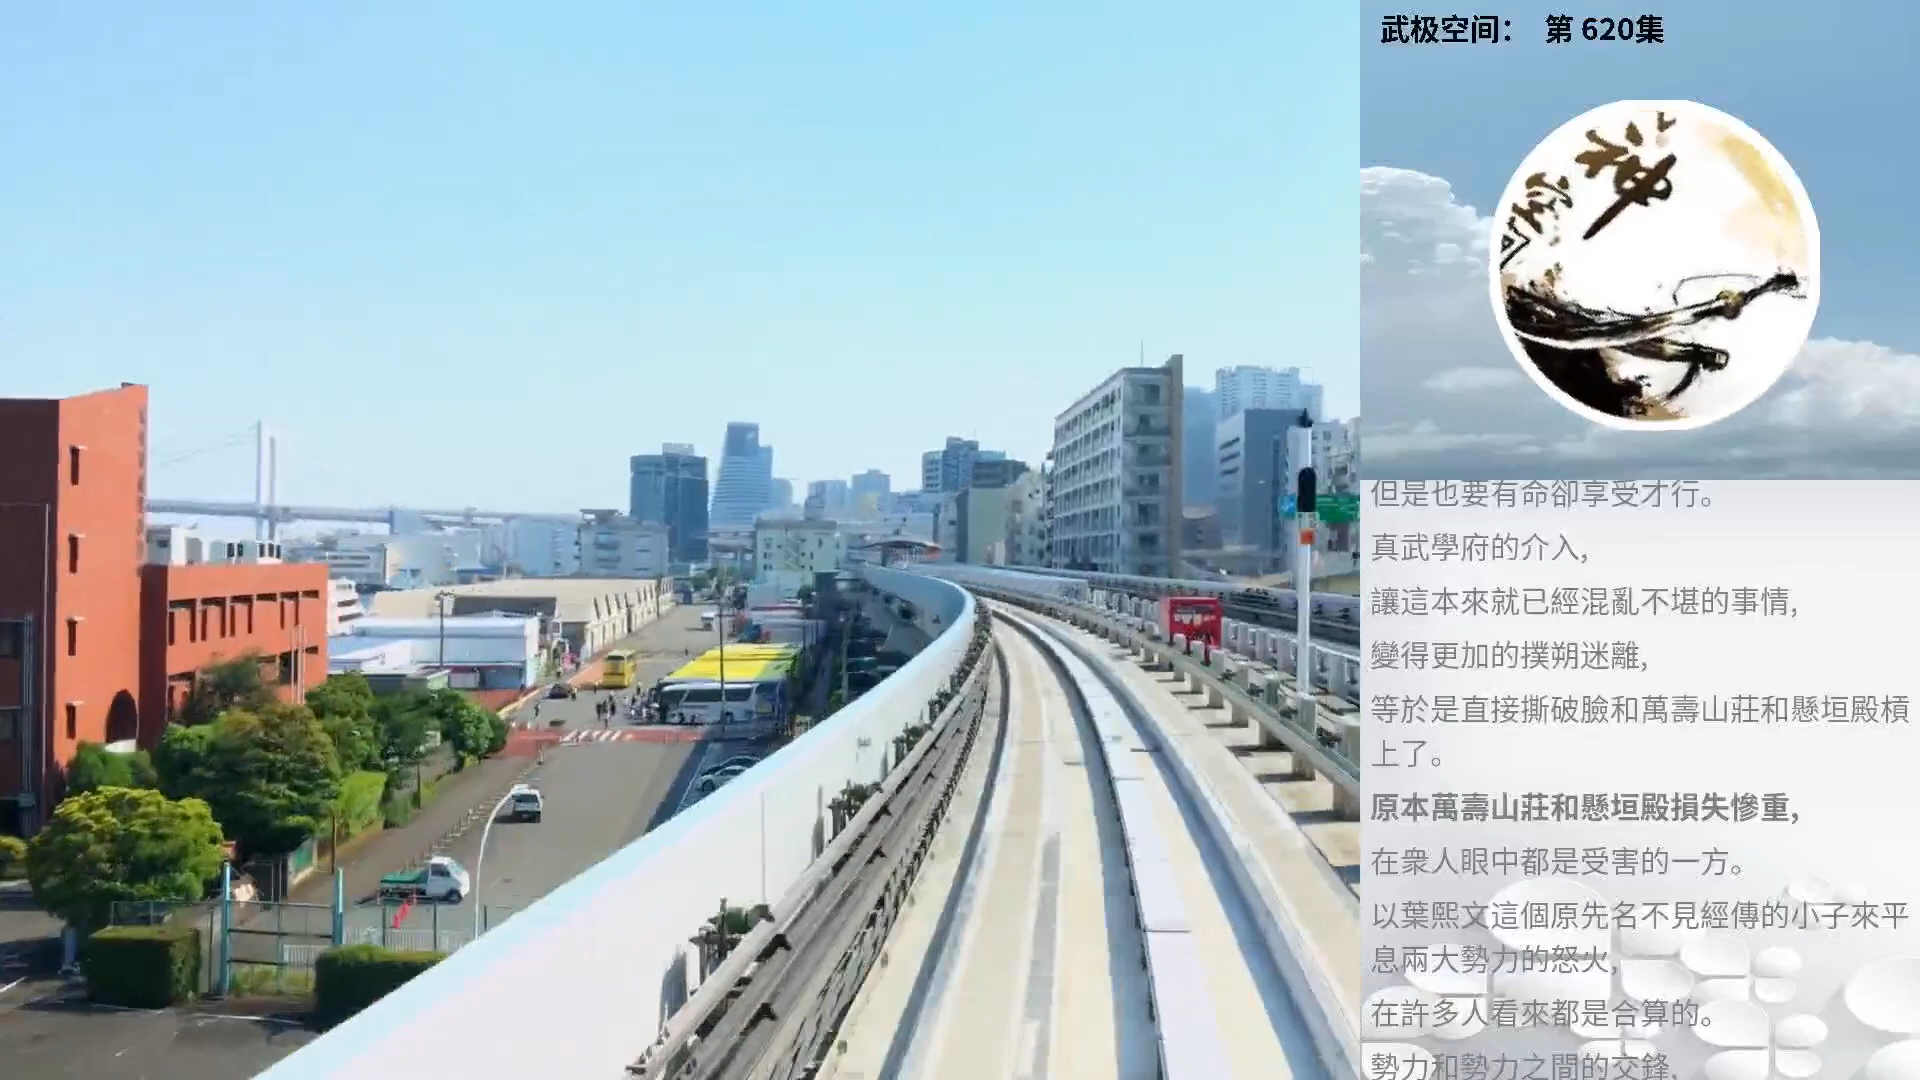 武极空间： 第 620集
神
但是也要有命卻享受才行。
真武學府的介入,
讓這本來就已經混亂不堪的事情,
變得更加的撲朔迷離,
等於是直接撕破臉和萬壽山莊和懸垣殿槓
上了。
原本萬壽山莊和懸垣殿損失慘重,
在衆人眼中都是受害的一方。
以葉熙文這個原先名不見經傳的小子來平
息兩大勢力的怒火,
在許多人看來都是合算的。
勢力和勢力之間的交鋒,